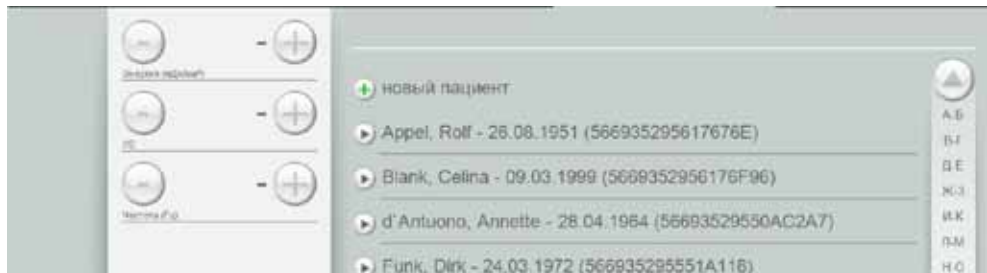 -
-
-
новый пациент
Appel, Rolf - 28.08.1951 (566935295617676E)
Blank, Celina - 09.03.1999 (5669352956176F96)
d'Antuono, Annette - 28.04.1964 (56693529550AC2A7)
Funk, Dirk - 24.03.1972 (566935295551A116)
А-Б
В-Г
Д-Е
Ж-З
И-К
Л-М
Н-О